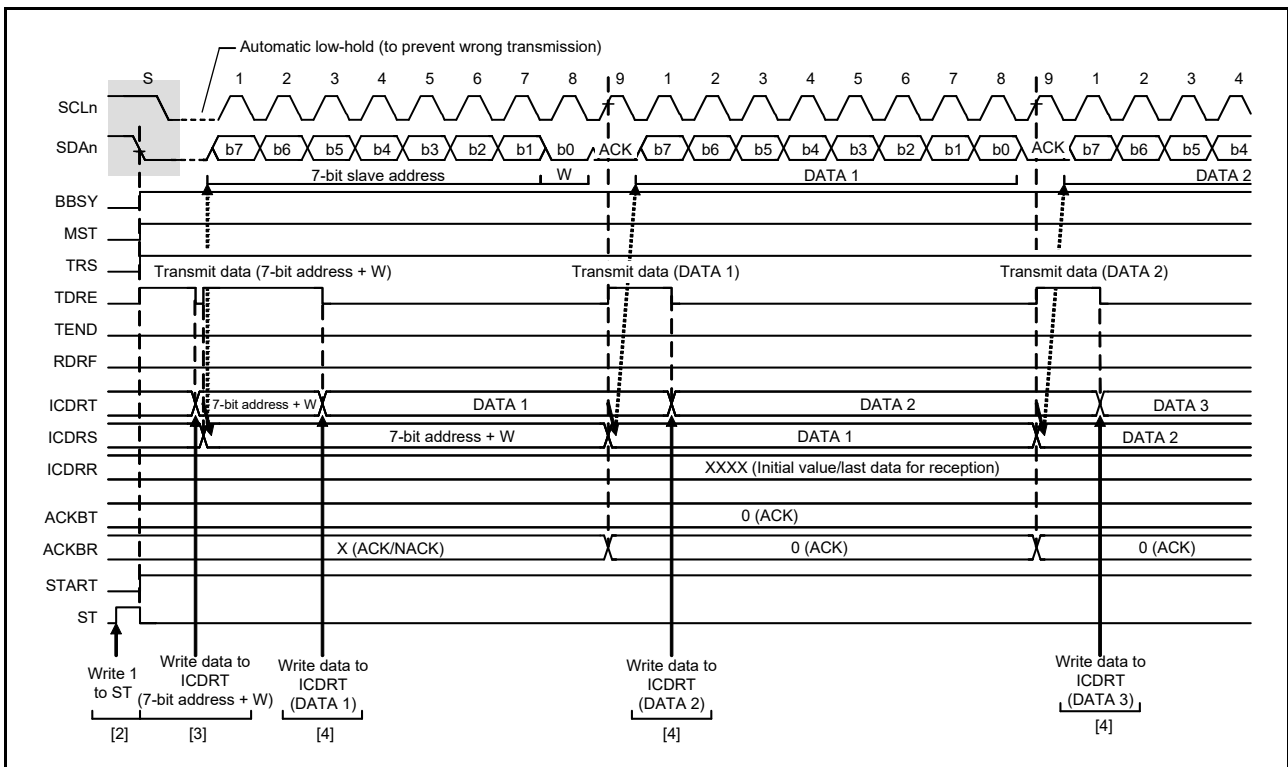 Automatic low-hold (to prevent wrong transmission)
S 1 2 3 4 5 6 7 8 9 1 2 3 4 5 6 7 8 9 1 2 3 4
SCLn
SDAn b7 b6 b5 b4 b3 b2 b1 b0 ACK b7 b6 b5 b4 b3 b2 b1 b0 ACK b7 b6 b5 b4
7-bit slave address W DATA 1 DATA 2
BBSY
MST
TRS
Transmit data (7-bit address + W) Transmit data (DATA 1) Transmit data (DATA 2)
TDRE
TEND
RDRF
ICDRT 7-bit address + W DATA 1 DATA 2 DATA 3
ICDRS 7-bit address + W DATA 1 DATA 2
ICDRR XXXX (Initial value/last data for reception)
ACKBT 0 (ACK)
ACKBR X (ACK/NACK) 0 (ACK) 0 (ACK)
START
ST
Write 1
to ST
[2]
Write data to
ICDRT
(7-bit address + W)
[3]
Write data to
ICDRT
(DATA 1)
[4]
Write data to
ICDRT
(DATA 2)
[4]
Write data to
ICDRT
(DATA 3)
[4]